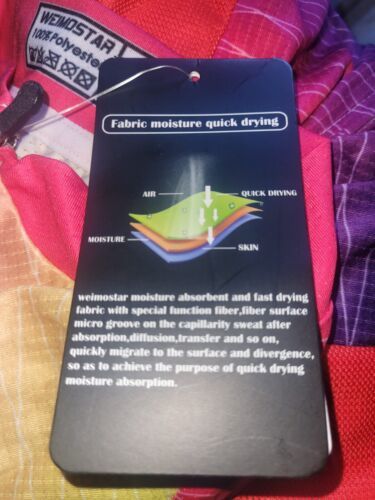 WEIMOSTAR
100%Polyester
Fabric moisture quick drying
AIR
QUICK DRYING
MOISTURE
SKIN
weimostar moisture absorbent and fast drying
fabric with special function fiber,fiber surface
micro groove on the capillarity sweat after
absorption,diffusion,transfer and so on,
quickly migrate to the surface and divergence,
so as to achieve the purpose of quick drying
moisture absorption.